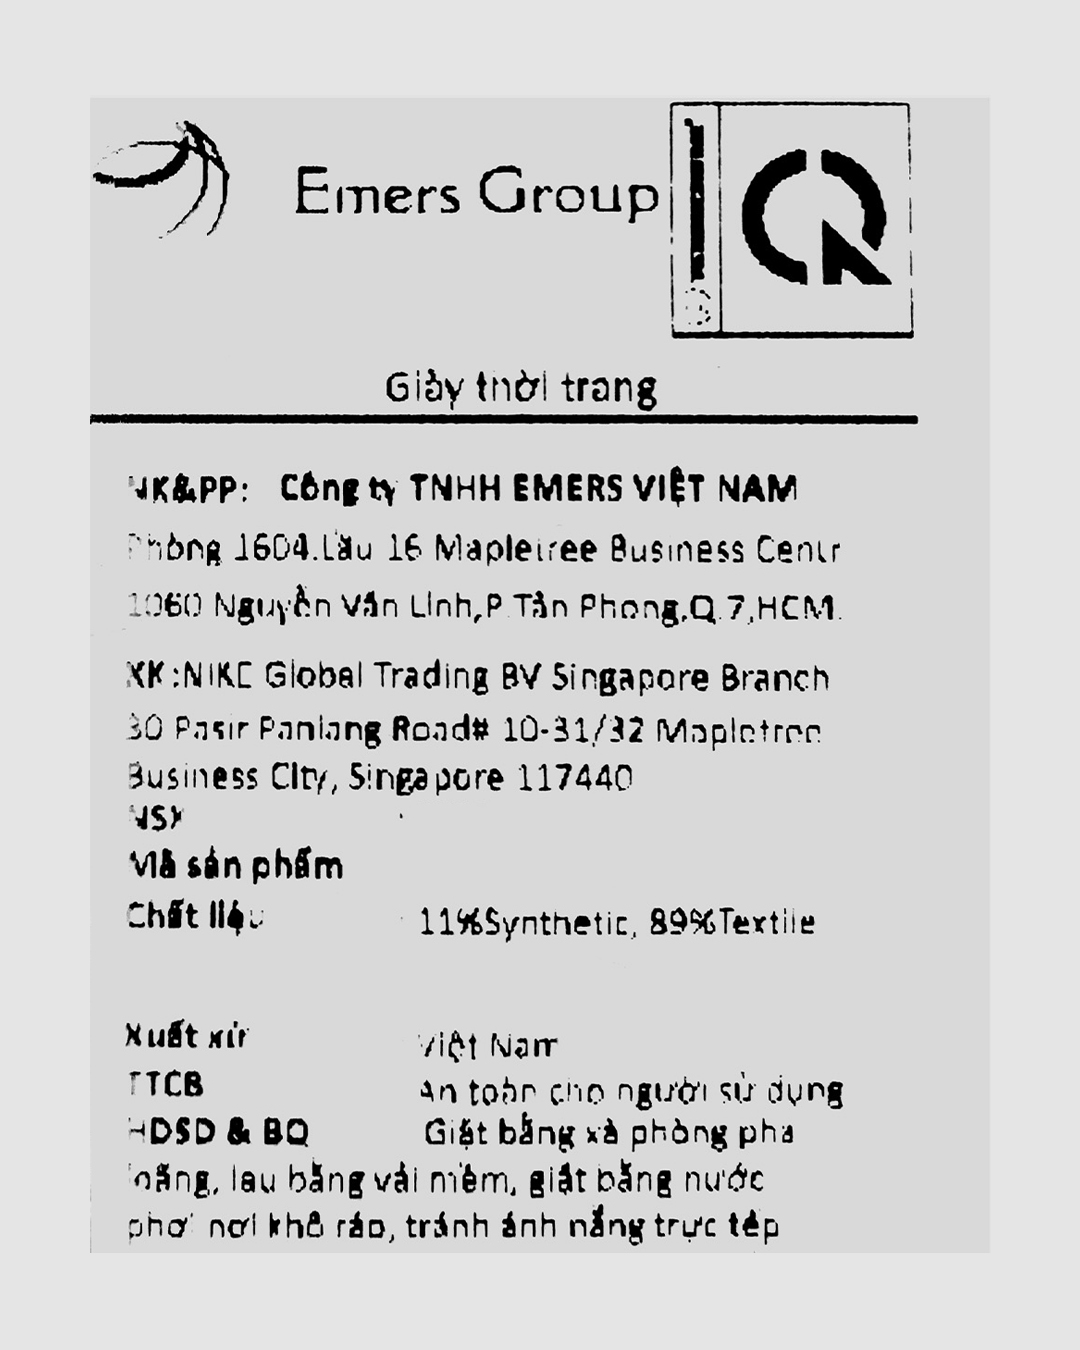 Emers Group
Giày thời trang
NK&PP: Công ty TNHH EMERS VIỆT NAM
Phòng 1604.Lầu 16 Mapletree Business Centr
1060 Nguyễn Văn Linh,P.Tân Phong,Q.7,HCM.
XK:NIKE Global Trading BV Singapore Branch
30 Pasir Panjang Road# 10-31/32 Mapletree
Business City, Singapore 117440
NSX
Mã sản phẩm
Chất liệu 11%Synthetic, 89%Textile
Xuất xứ Việt Nam
TTCB An toàn cho người sử dụng
HDSD & BQ Giặt bằng xà phòng pha
loãng, lau bằng vải mềm, giặt bằng nước
phơi nơi khô ráo, tránh ánh nắng trực tếp